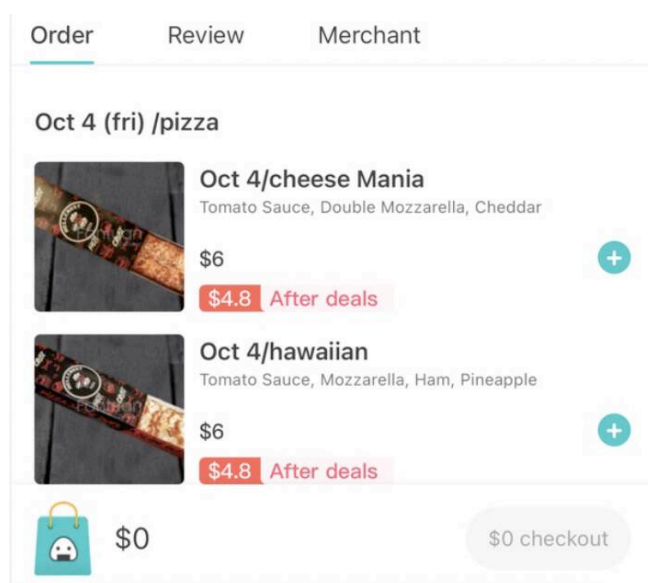 Order Review Merchant
Oct 4 (fri) /pizza
Oct 4/cheese Mania
Tomato Sauce, Double Mozzarella, Cheddar
$6
$4.8 After deals
Oct 4/hawaiian
Tomato Sauce, Mozzarella, Ham, Pineapple
$6
$4.8 After deals
$0
$0 checkout